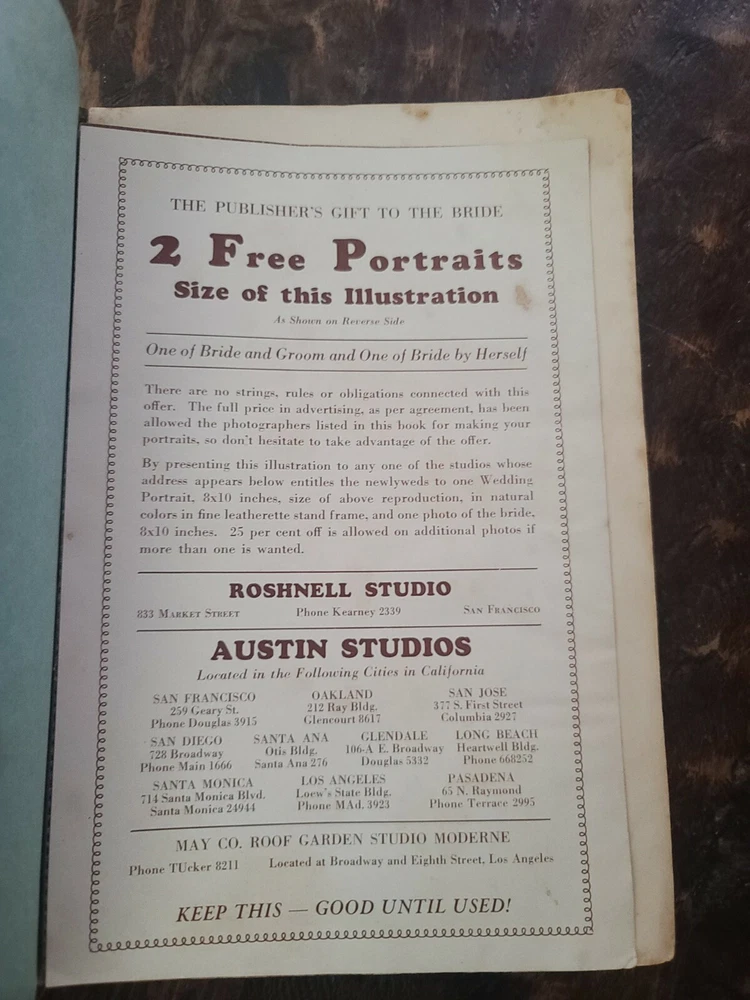 THE PUBLISHER'S GIFT TO THE BRIDE
2 Free Portraits
Size of this Illustration
As Shown on Reverse Side
One of Bride and Groom and One of Bride by Herself
There are no strings, rules or obligations connected with this
offer. The full price in advertising, as per agreement, has been
allowed the photographers listed in this book for making your
portraits, so don't hesitate to take advantage of the offer.
By presenting this illustration to any one of the studios whose
address appears below entitles the newlyweds to one Wedding
Portrait, 8x10 inches, size of above reproduction, in natural
colors in fine leatherette stand frame, and one photo of the bride,
8x10 inches. 25 per cent off is allowed on additional photos if
more than one is wanted.
ROSHNELL STUDIO
833 MARKET STREET Phone Kearney 2339 SAN FRANCISCO
AUSTIN STUDIOS
Located in the Following Cities in California
SAN FRANCISCO OAKLAND SAN JOSE
259 Geary St. 212 Ray Bldg. 377 S. First Street
Phone Douglas 3915 Glencourt 8617 Columbia 2927
SAN DIEGO SANTA ANA GLENDALE LONG BEACH
728 Broadway Otis Bldg. 106-A E. Broadway Heartwell Bldg.
Phone Main 1666 Santa Ana 276 Douglas 5332 Phone 668252
SANTA MONICA LOS ANGELES PASADENA
714 Santa Monica Blvd. Loew's State Bldg. 65 N. Raymond
Santa Monica 24944 Phone MAd. 3923 Phone Terrace 2995
MAY CO. ROOF GARDEN STUDIO MODERNE
Phone TUcker 8211 Located at Broadway and Eighth Street, Los Angeles
KEEP THIS — GOOD UNTIL USED!